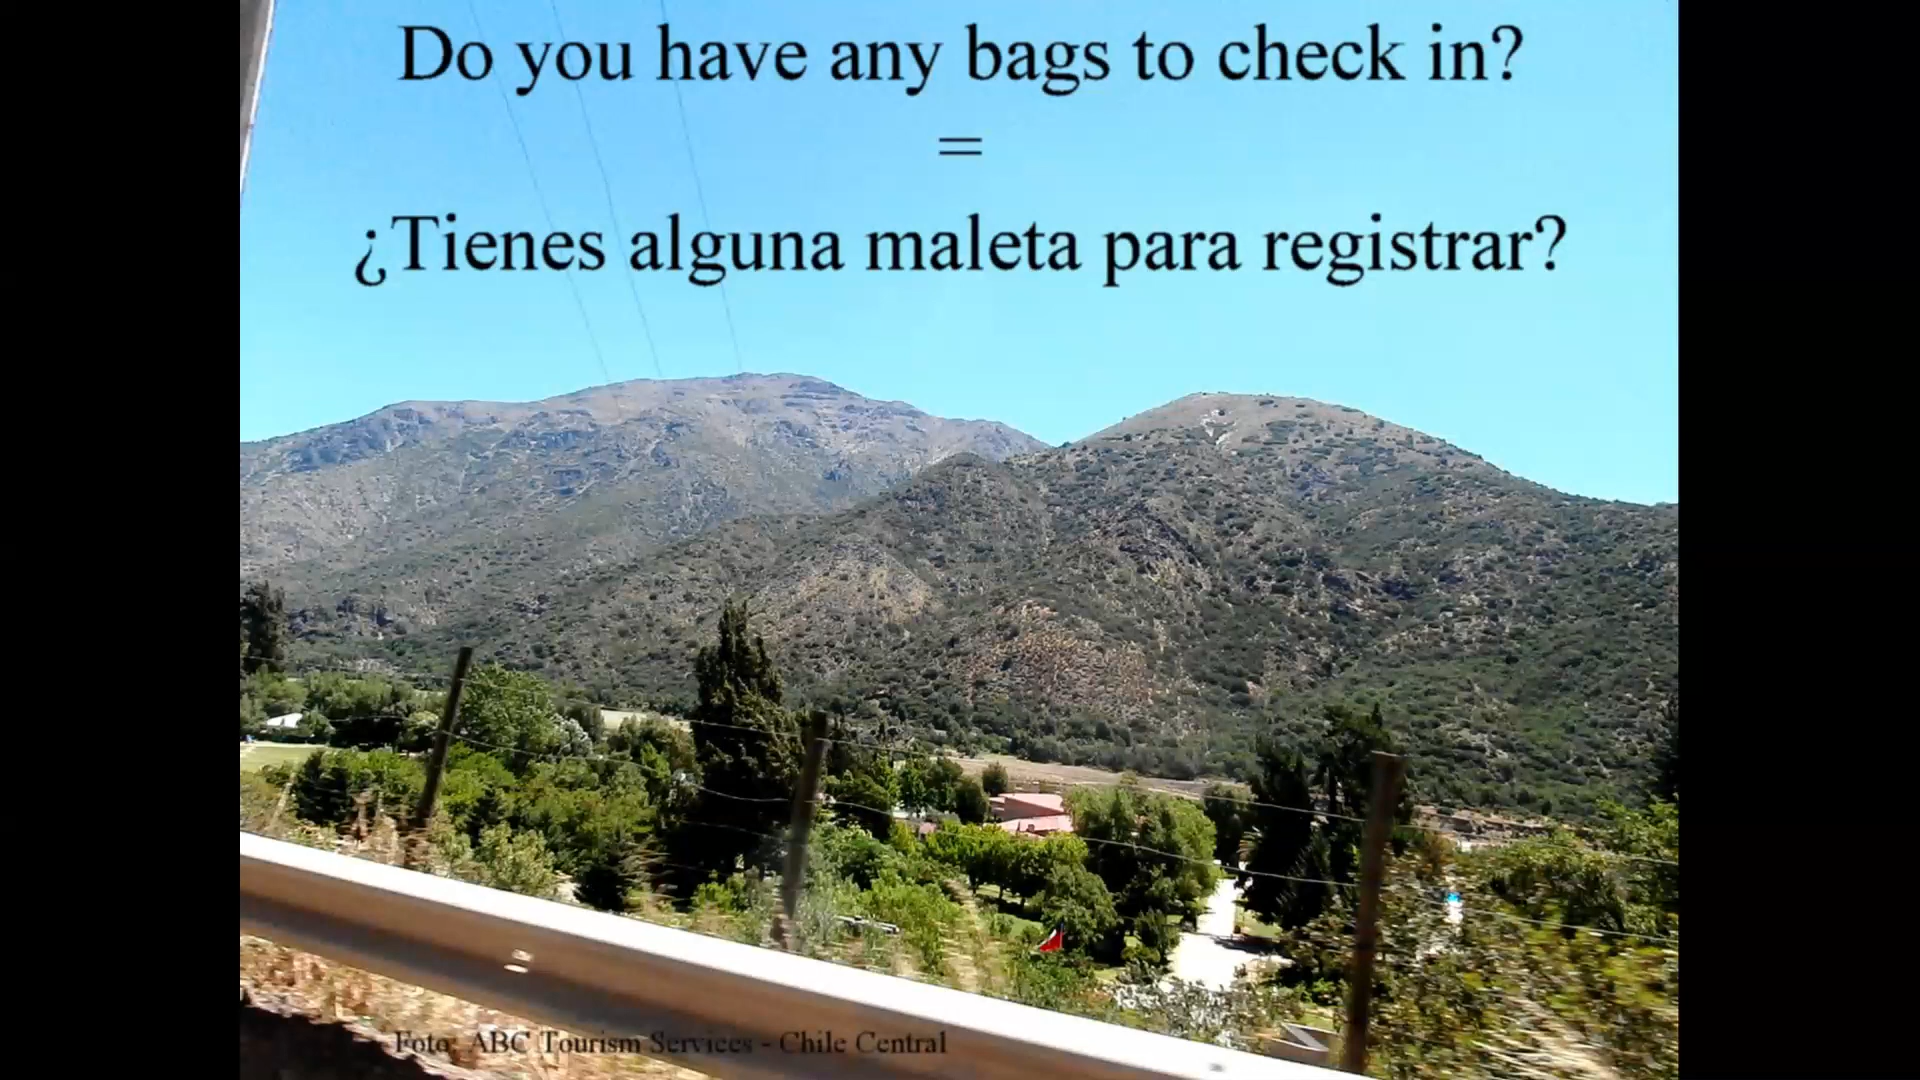 Do you have any bags to check in?
=
¿Tienes alguna maleta para registrar?
Foto: ABC Tourism Services - Chile Central